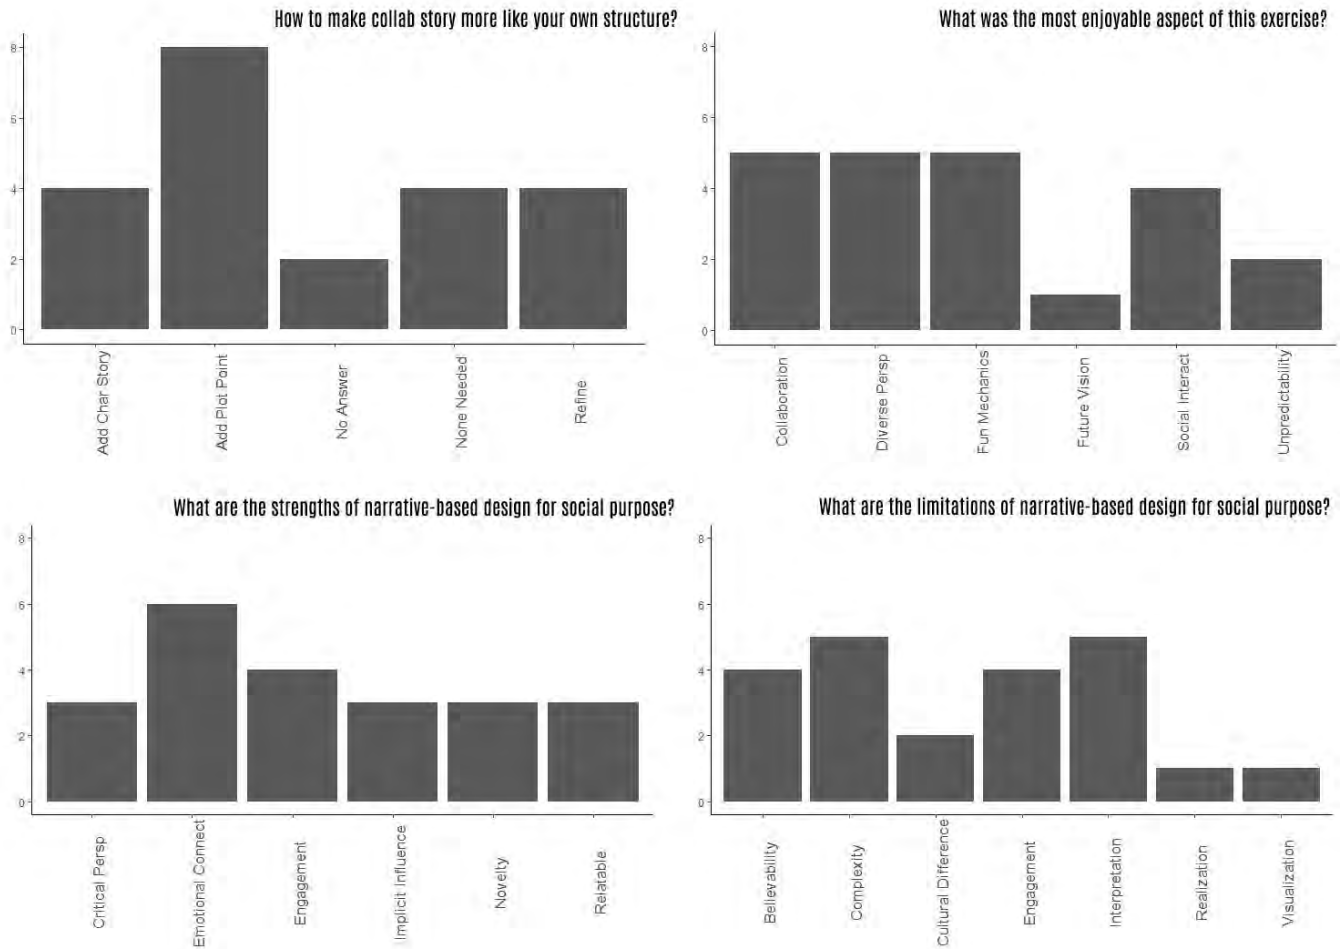 How to make collab story more like your own structure?
8
6
4
2
0
Add Char Story
Add Plot Point
No Answer
None Needed
Refine
What was the most enjoyable aspect of this exercise?
8
6
4
2
0
Collaboration
Diverse Persp
Fun Mechanics
Future Vision
Social Interact
Unpredictability
What are the strengths of narrative-based design for social purpose?
8
6
4
2
0
Critical Persp
Emotional Connect
Engagement
Implicit Influence
Novelty
Relatable
What are the limitations of narrative-based design for social purpose?
8
6
4
2
0
Believability
Complexity
Cultural Difference
Engagement
Interpretation
Realization
Visualization